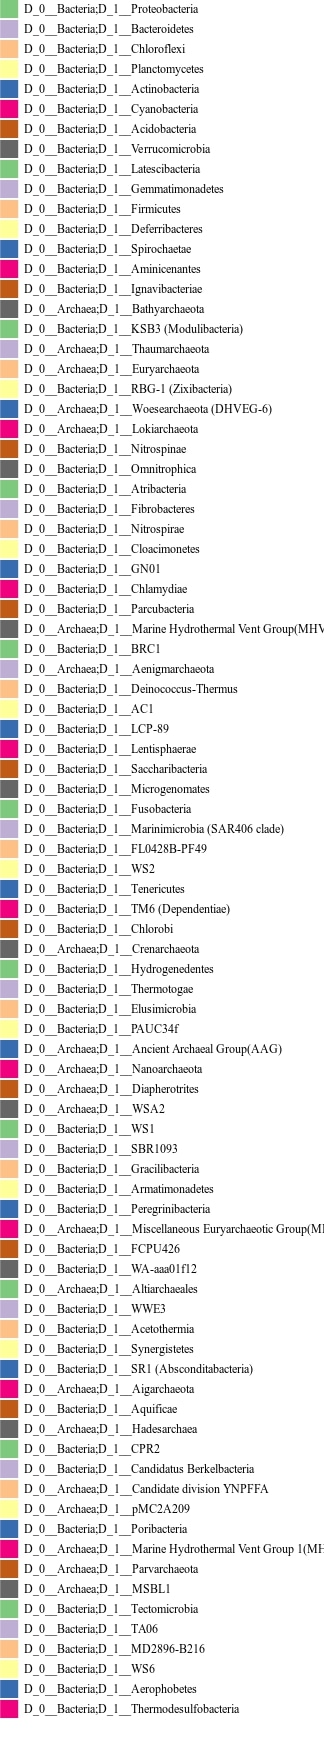 D_0__Bacteria;D_1__Proteobacteria
D_0__Bacteria;D_1__Bacteroidetes
D_0__Bacteria;D_1__Chloroflexi
D_0__Bacteria;D_1__Planctomycetes
D_0__Bacteria;D_1__Actinobacteria
D_0__Bacteria;D_1__Cyanobacteria
D_0__Bacteria;D_1__Acidobacteria
D_0__Bacteria;D_1__Verrucomicrobia
D_0__Bacteria;D_1__Latescibacteria
D_0__Bacteria;D_1__Gemmatimonadetes
D_0__Bacteria;D_1__Firmicutes
D_0__Bacteria;D_1__Deferribacteres
D_0__Bacteria;D_1__Spirochaetae
D_0__Bacteria;D_1__Aminicenantes
D_0__Bacteria;D_1__Ignavibacteriae
D_0__Archaea;D_1__Bathyarchaeota
D_0__Bacteria;D_1__KSB3 (Modulibacteria)
D_0__Archaea;D_1__Thaumarchaeota
D_0__Archaea;D_1__Euryarchaeota
D_0__Bacteria;D_1__RBG-1 (Zixibacteria)
D_0__Archaea;D_1__Woesearchaeota (DHVEG-6)
D_0__Archaea;D_1__Lokiarchaeota
D_0__Bacteria;D_1__Nitrospinae
D_0__Bacteria;D_1__Omnitrophica
D_0__Bacteria;D_1__Atribacteria
D_0__Bacteria;D_1__Fibrobacteres
D_0__Bacteria;D_1__Nitrospirae
D_0__Bacteria;D_1__Cloacimonetes
D_0__Bacteria;D_1__GN01
D_0__Bacteria;D_1__Chlamydiae
D_0__Bacteria;D_1__Parcubacteria
D_0__Archaea;D_1__Marine Hydrothermal Vent Group(MHV
D_0__Bacteria;D_1__BRC1
D_0__Archaea;D_1__Aenigmarchaeota
D_0__Bacteria;D_1__Deinococcus-Thermus
D_0__Bacteria;D_1__AC1
D_0__Bacteria;D_1__LCP-89
D_0__Bacteria;D_1__Lentisphaerae
D_0__Bacteria;D_1__Saccharibacteria
D_0__Bacteria;D_1__Microgenomates
D_0__Bacteria;D_1__Fusobacteria
D_0__Bacteria;D_1__Marinimicrobia (SAR406 clade)
D_0__Bacteria;D_1__FL0428B-PF49
D_0__Bacteria;D_1__WS2
D_0__Bacteria;D_1__Tenericutes
D_0__Bacteria;D_1__TM6 (Dependentiae)
D_0__Bacteria;D_1__Chlorobi
D_0__Archaea;D_1__Crenarchaeota
D_0__Bacteria;D_1__Hydrogenedentes
D_0__Bacteria;D_1__Thermotogae
D_0__Bacteria;D_1__Elusimicrobia
D_0__Bacteria;D_1__PAUC34f
D_0__Archaea;D_1__Ancient Archaeal Group(AAG)
D_0__Archaea;D_1__Nanoarchaeota
D_0__Archaea;D_1__Diapherotrites
D_0__Archaea;D_1__WSA2
D_0__Bacteria;D_1__WS1
D_0__Bacteria;D_1__SBR1093
D_0__Bacteria;D_1__Gracilibacteria
D_0__Bacteria;D_1__Armatimonadetes
D_0__Bacteria;D_1__Peregrinibacteria
D_0__Archaea;D_1__Miscellaneous Euryarchaeotic Group(M
D_0__Bacteria;D_1__FCPU426
D_0__Bacteria;D_1__WA-aaa01f12
D_0__Archaea;D_1__Altiarchaeales
D_0__Bacteria;D_1__WWE3
D_0__Bacteria;D_1__Acetothermia
D_0__Bacteria;D_1__Synergistetes
D_0__Bacteria;D_1__SR1 (Absconditabacteria)
D_0__Archaea;D_1__Aigarchaeota
D_0__Bacteria;D_1__Aquificae
D_0__Archaea;D_1__Hadesarchaea
D_0__Bacteria;D_1__CPR2
D_0__Bacteria;D_1__Candidatus Berkelbacteria
D_0__Archaea;D_1__Candidate division YNPFFA
D_0__Archaea;D_1__pMC2A209
D_0__Bacteria;D_1__Poribacteria
D_0__Archaea;D_1__Marine Hydrothermal Vent Group 1(MH
D_0__Archaea;D_1__Parvarchaeota
D_0__Archaea;D_1__MSBL1
D_0__Bacteria;D_1__Tectomicrobia
D_0__Bacteria;D_1__TA06
D_0__Bacteria;D_1__MD2896-B216
D_0__Bacteria;D_1__WS6
D_0__Bacteria;D_1__Aerophobetes
D_0__Bacteria;D_1__Thermodesulfobacteria